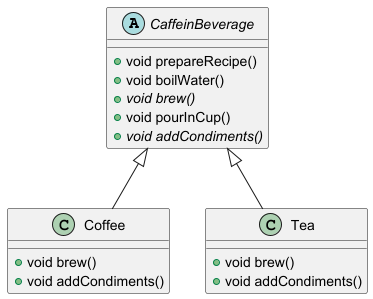 A CaffeinBeverage
void prepareRecipe()
void boilWater()
void brew()
void pourInCup()
void addCondiments()
C Coffee
void brew()
void addCondiments()
C Tea
void brew()
void addCondiments()